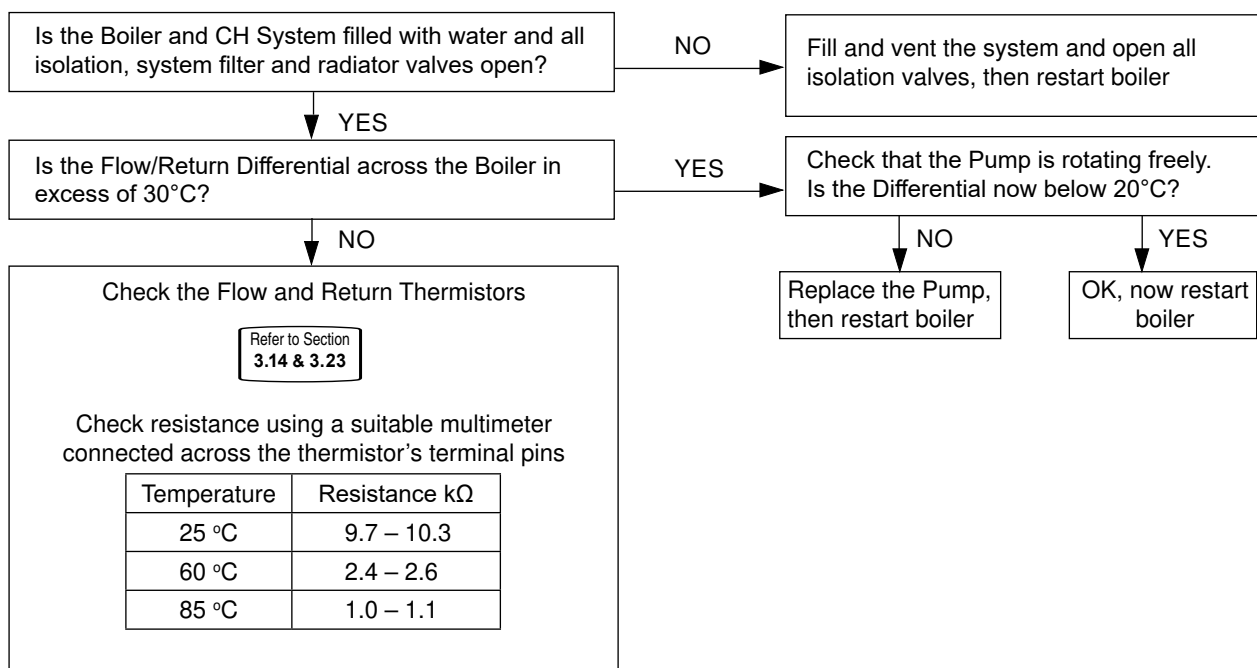 Is the Boiler and CH System filled with water and all
isolation, system filter and radiator valves open?
NO
Fill and vent the system and open all
isolation valves, then restart boiler
YES
Is the Flow/Return Differential across the Boiler in
excess of 30°C?
YES
Check that the Pump is rotating freely.
Is the Differential now below 20°C?
NO
NO
YES
Replace the Pump,
then restart boiler
OK, now restart
boiler
Check the Flow and Return Thermistors
Refer to Section
3.14 & 3.23
Check resistance using a suitable multimeter
connected across the thermistor’s terminal pins
Temperature Resistance kΩ
25 ºC 9.7 – 10.3
60 ºC 2.4 – 2.6
85 ºC 1.0 – 1.1